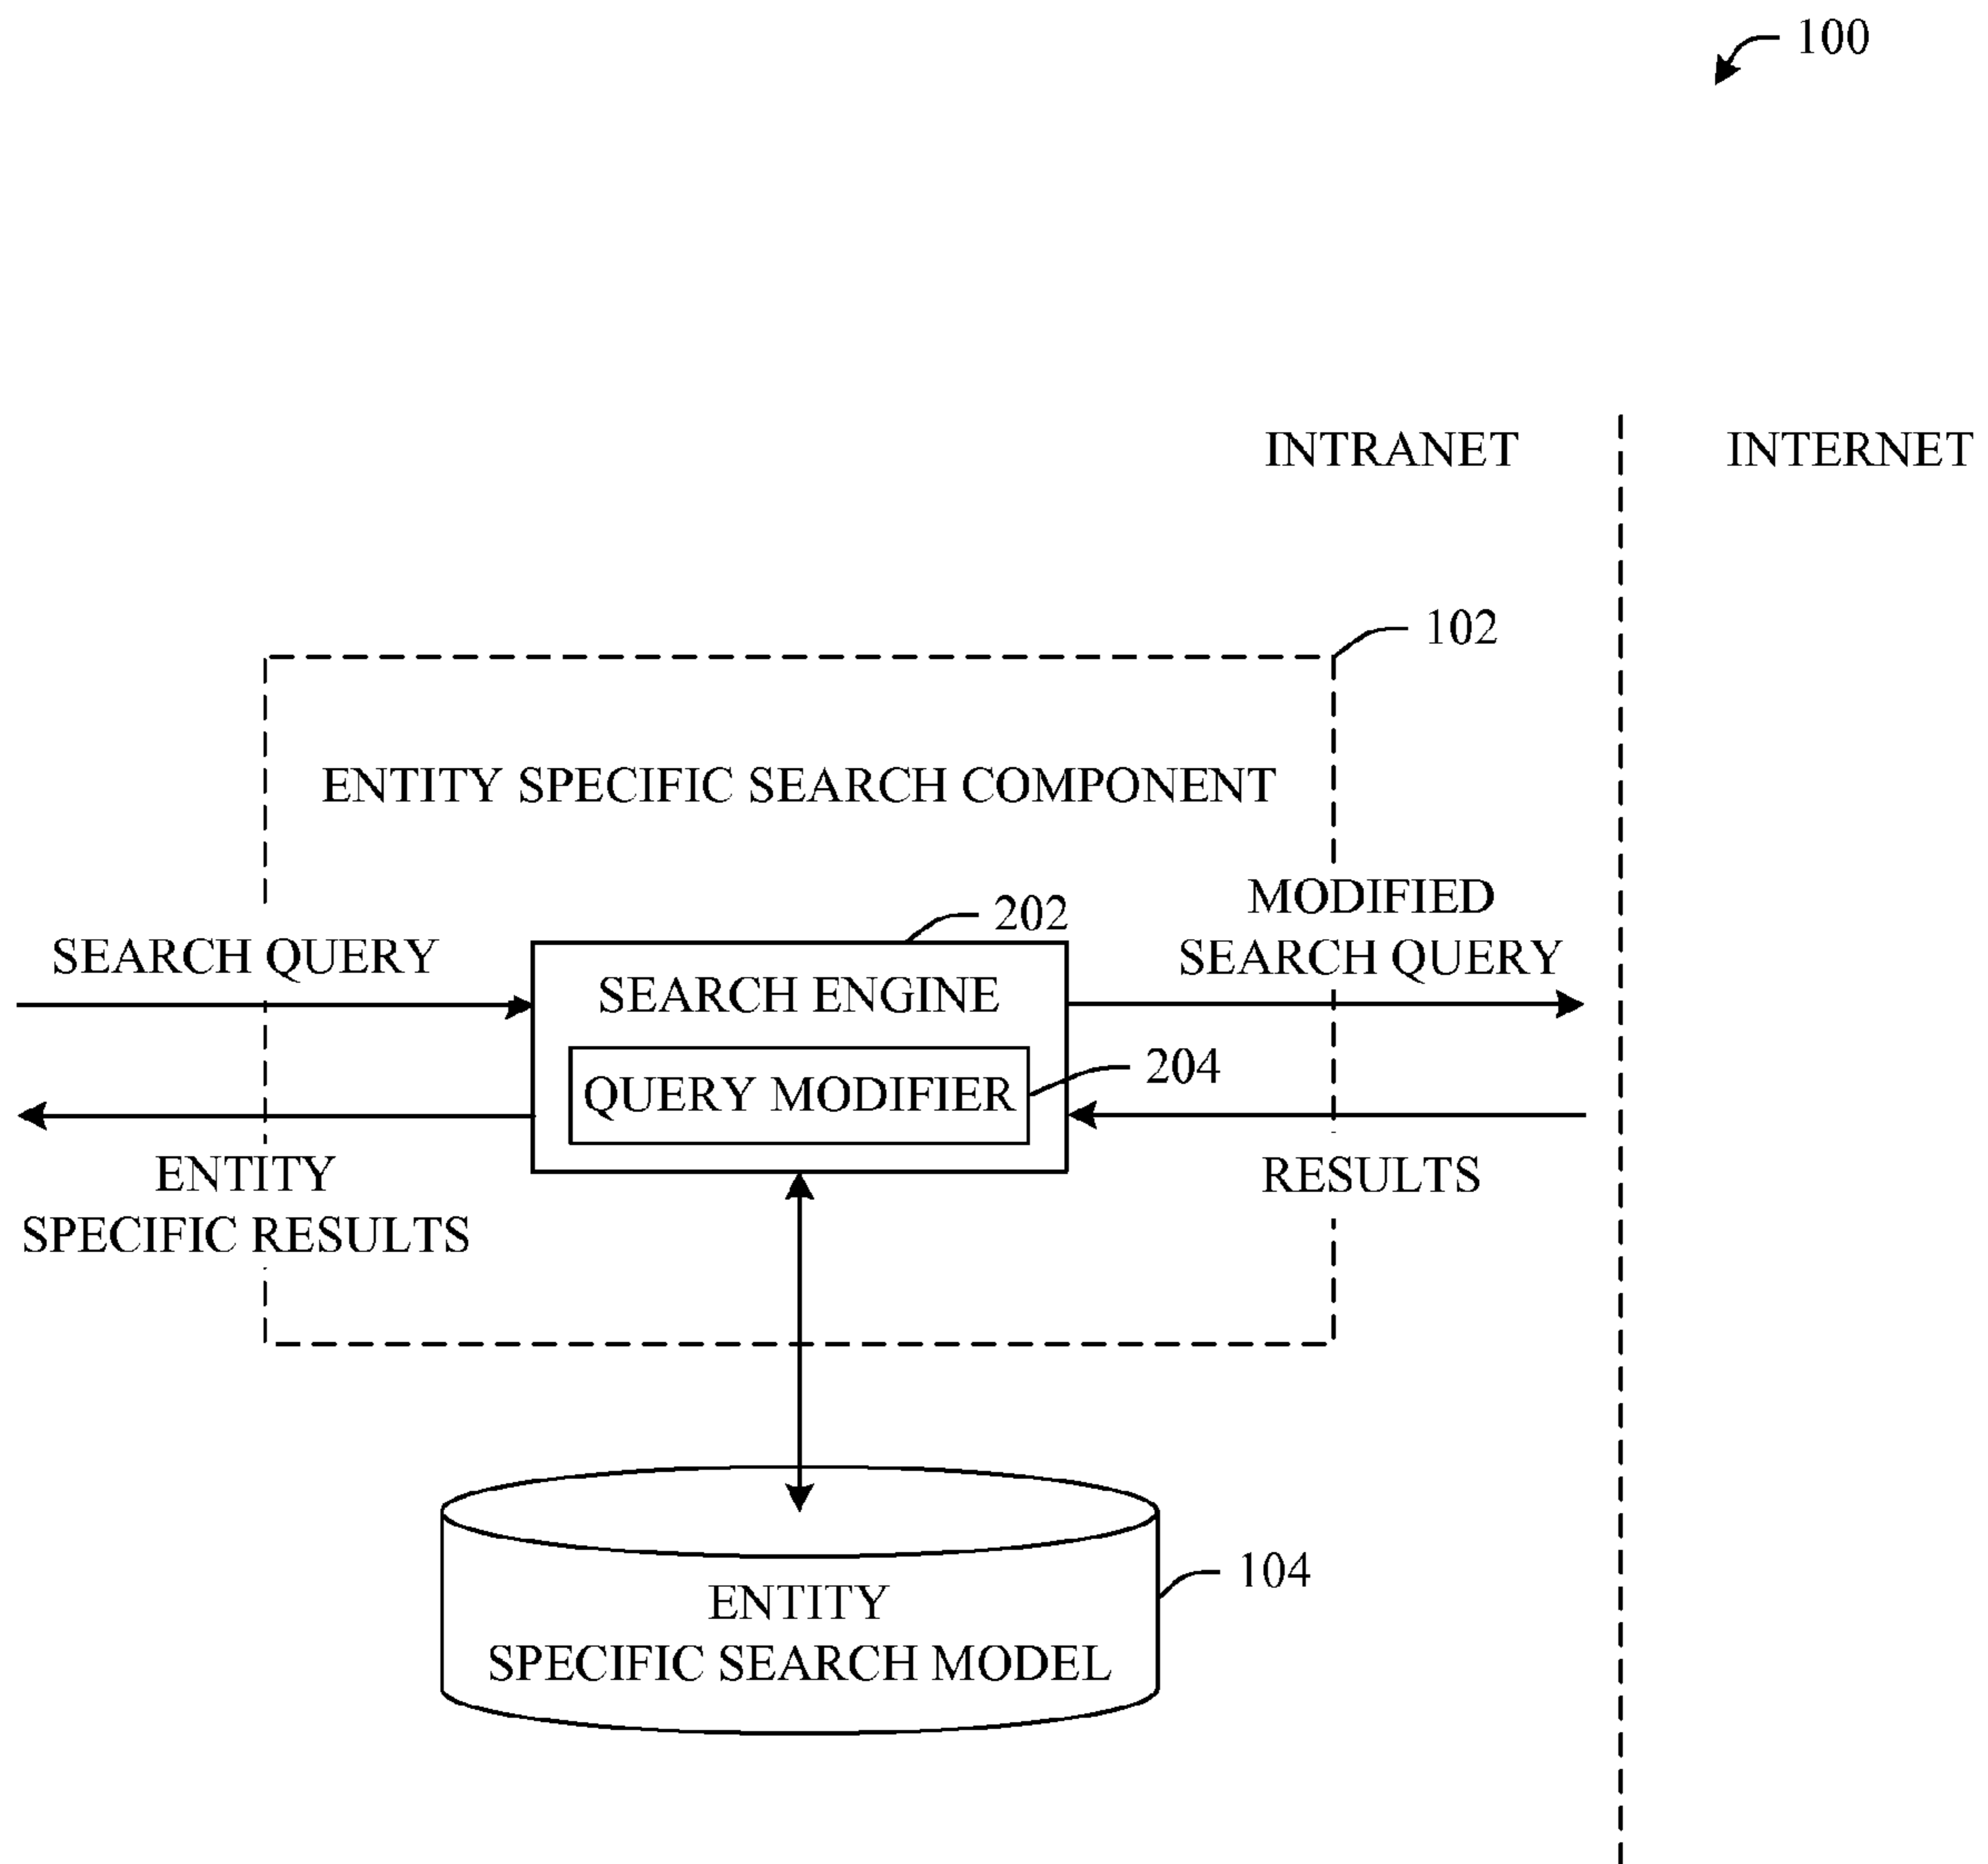 100
INTRANET
INTERNET
102
ENTITY SPECIFIC SEARCH COMPONENT
MODIFIED
SEARCH QUERY
202
SEARCH QUERY
SEARCH ENGINE
204
QUERY MODIFIER
ENTITY
SPECIFIC RESULTS
RESULTS
104
ENTITY
SPECIFIC SEARCH MODEL